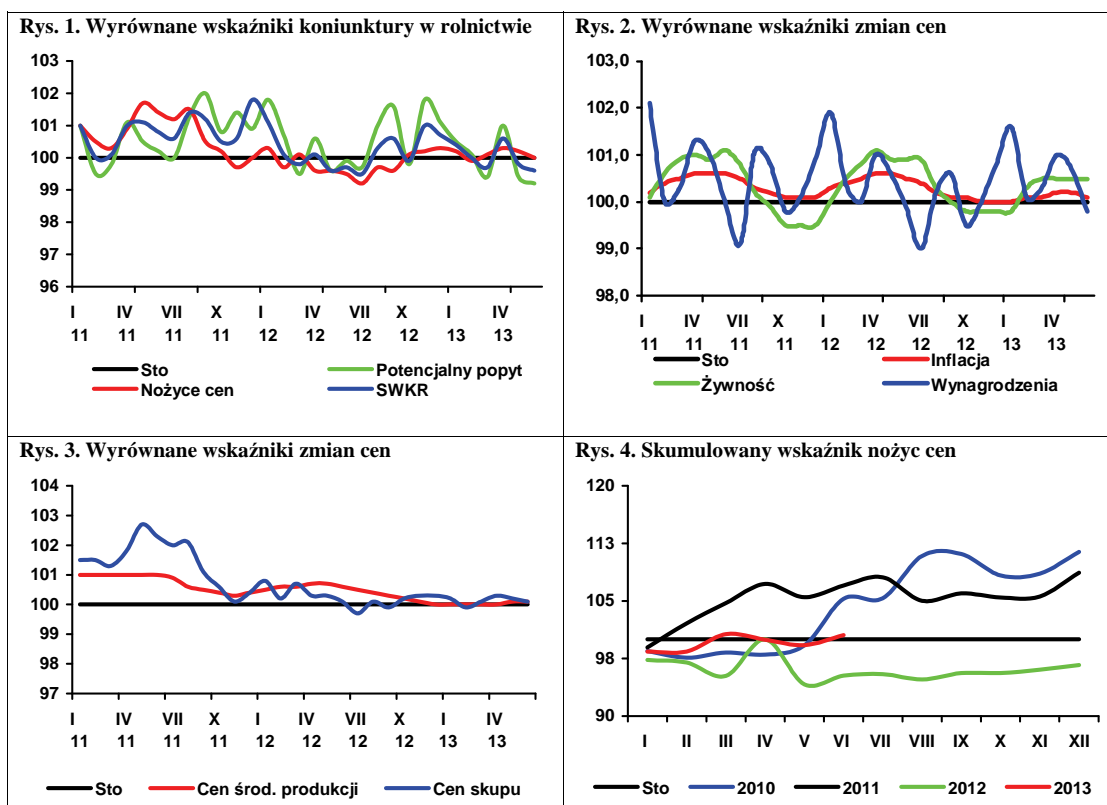 Rys. 1. Wyrównane wskaźniki koniunktury w rolnictwie
103
102
101
100
99
98
97
96
I IV VII X I IV VII X I IV
11 11 11 11 12 12 12 12 13 13
Sto Potencjalny popyt
Nożyce cen SWKR
Rys. 2. Wyrównane wskaźniki zmian cen
103,0
102,0
101,0
100,0
99,0
98,0
I IV VII X I IV VII X I IV
11 11 11 11 12 12 12 12 13 13
Sto Inflacja
Żywność Wynagrodzenia
Rys. 3. Wyrównane wskaźniki zmian cen
104
103
102
101
100
99
98
97
I IV VII X I IV VII X I IV
11 11 11 11 12 12 12 12 13 13
Sto Cen środ. produkcji Cen skupu
Rys. 4. Skumulowany wskaźnik nożyc cen
120
113
105
98
90
I II III IV V VI VII VIII IX X XI XII
Sto 2010 2011 2012 2013